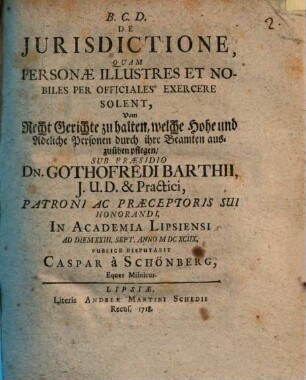 2.
B. C. D.
DE
JURISDICTIONE,
QUAM
PERSONÆ ILLUSTRES ET NO-
BILES PER OFFICIALES EXERCERE
SOLENT,
Vom
Recht Gerichte zu halten, welche Hohe und
Adeliche Personen durch ihre Beamten aus-
zuüben pflegen/
SUB PRÆSIDIO
DN. GOTHOFREDI BARTHII,
J. U. D. & Practici,
PATRONI AC PRÆCEPTORIS SUI
HONORANDI,
IN ACADEMIA LIPSIENSI
AD DIEM XXIII. SEPT. ANNO M DC XCIIX,
PUBLICE DISPUTABIT
CASPAR à SCHÖNBERG,
Eques Misnicus.
LIPSIÆ,
Literis ANDREÆ MARTINI SCHEDII
Recus. 1718.